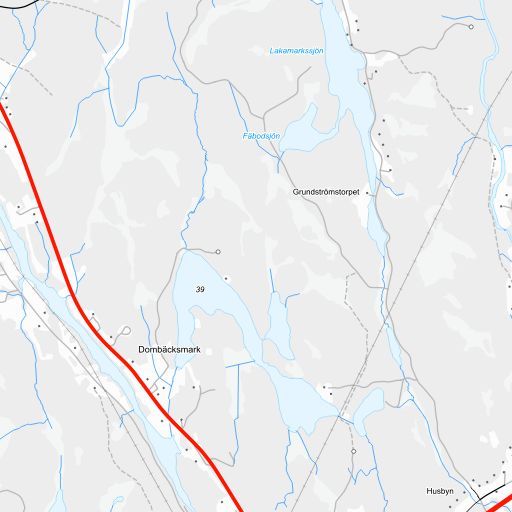 Lakamarkssjön
Fäbodsjön
Grundströmstorpet
39
Dombäcksmark
Husbyn